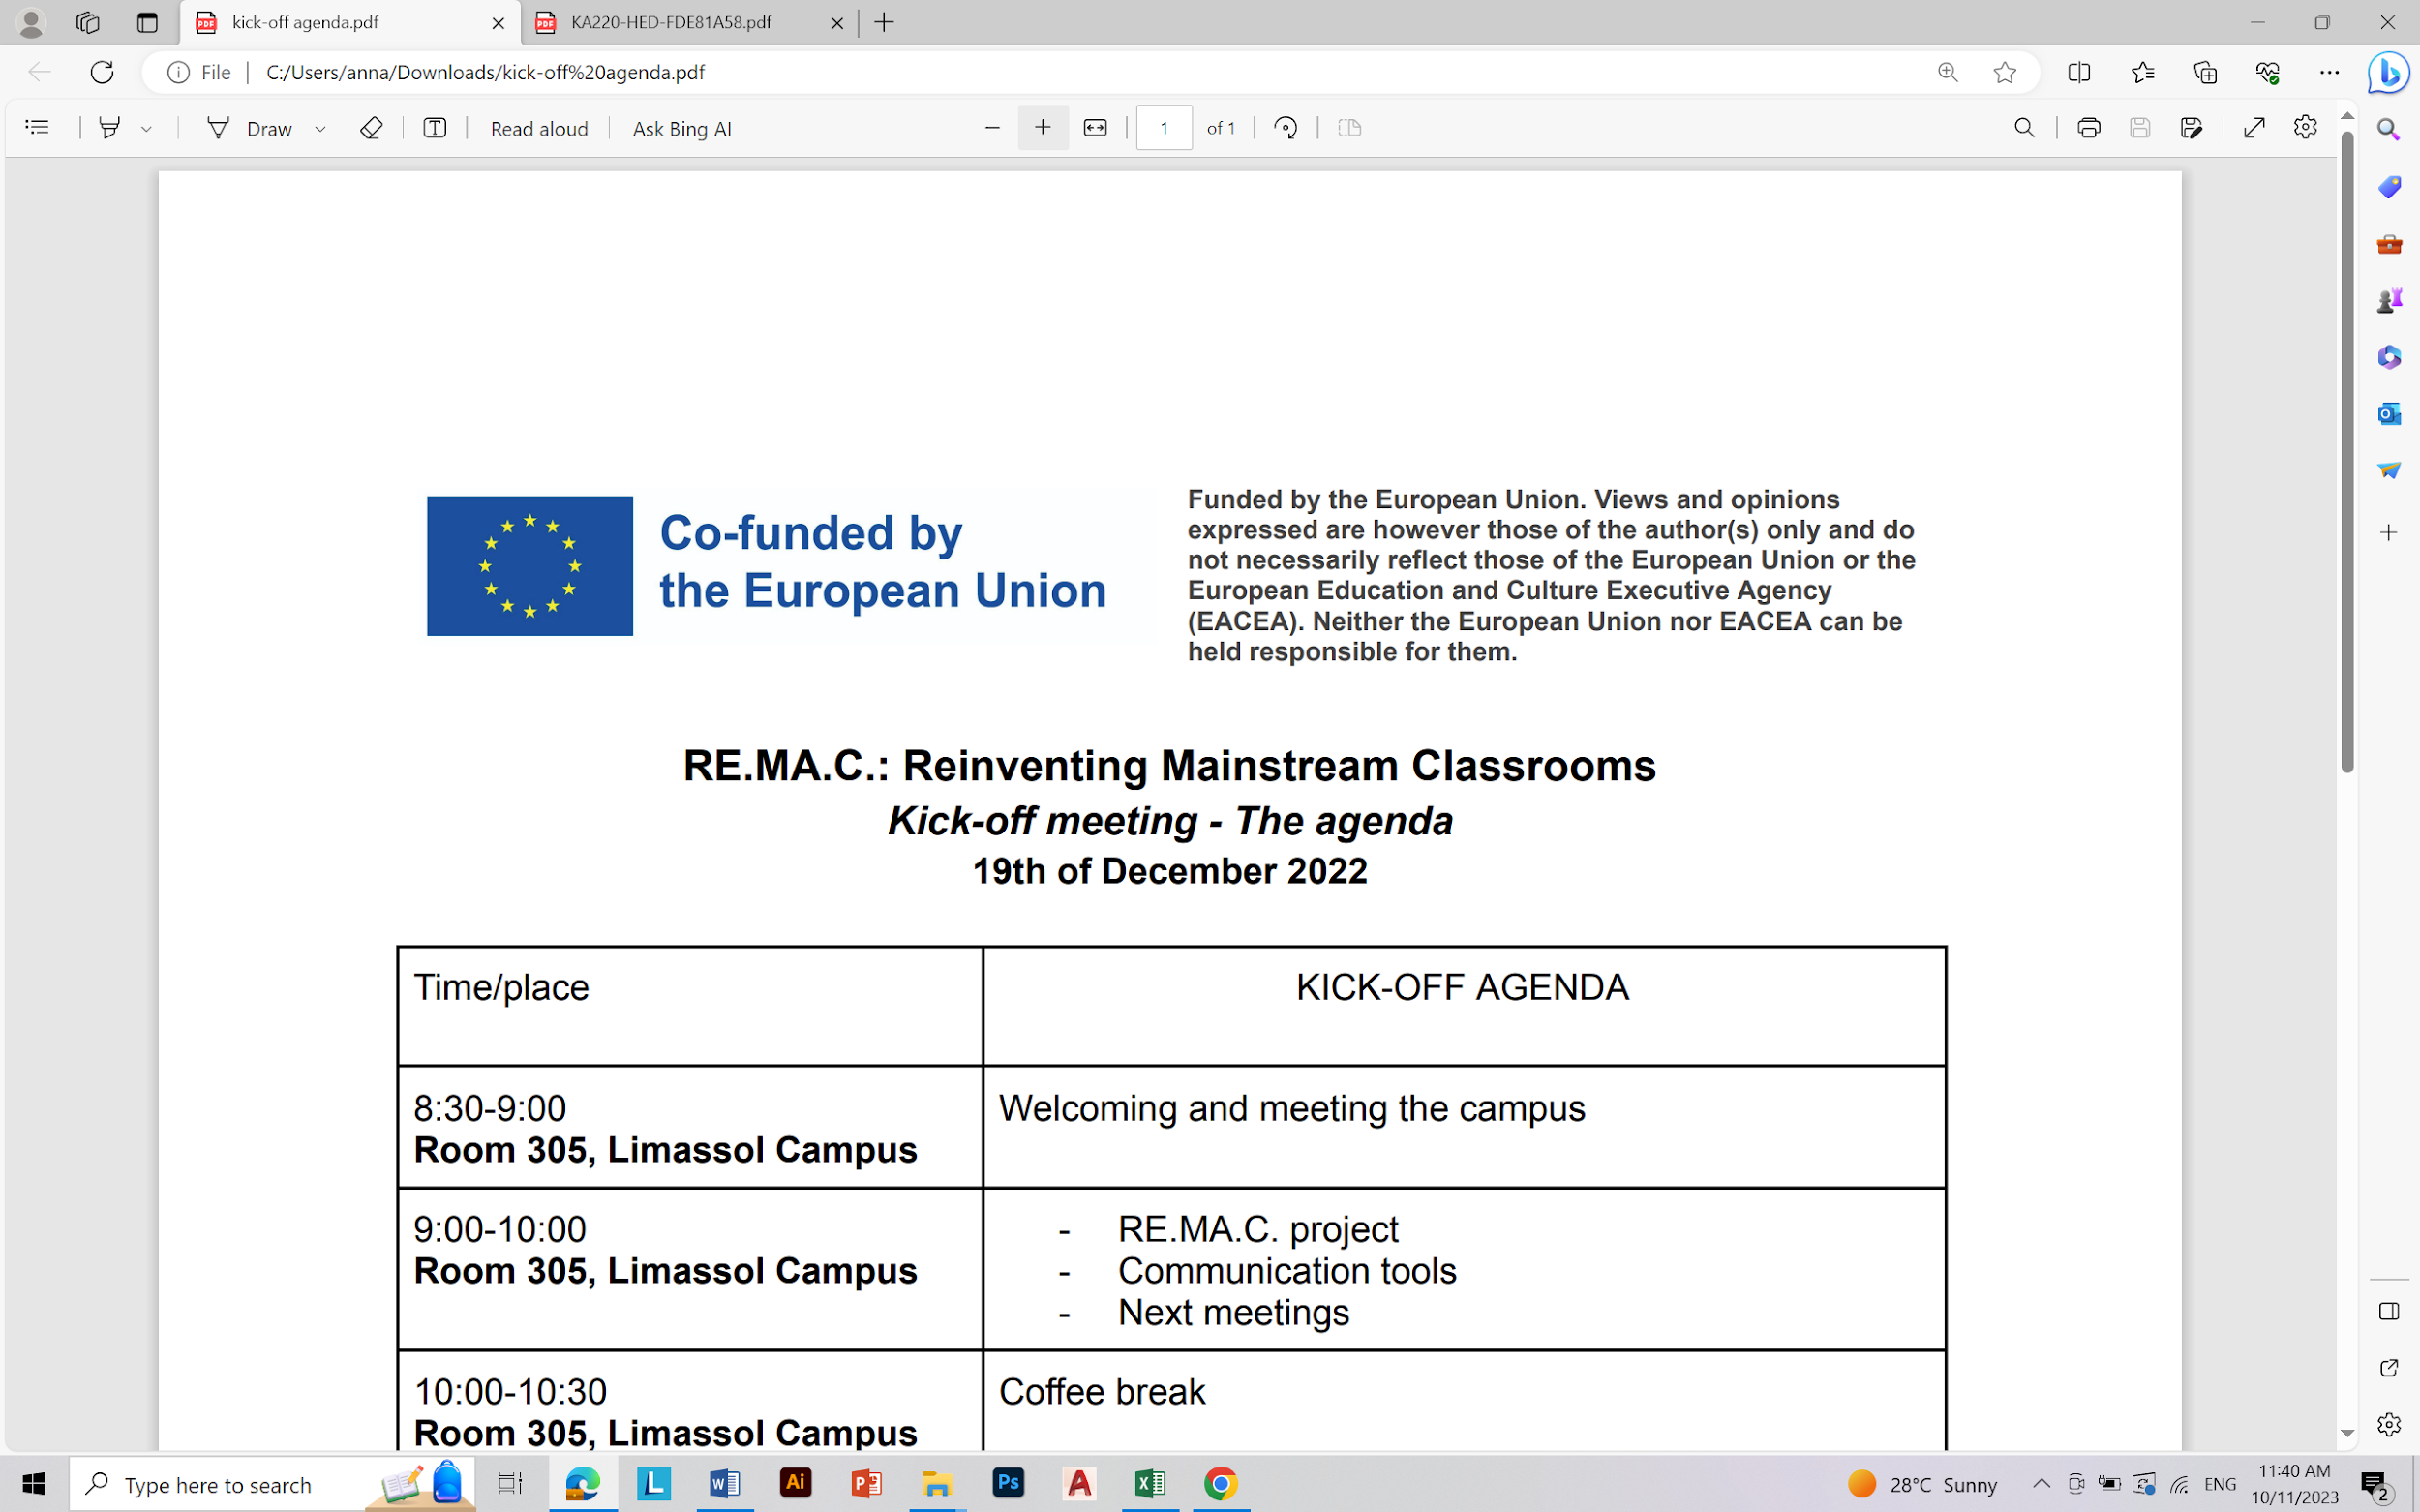 kick-off agenda.pdf
KA220-HED-FDE81A58.pdf
File
C:/Users/anna/Downloads/kick-off%20agenda.pdf
Draw
Read aloud
Ask Bing AI
1
of 1
Co-funded by
the European Union
Funded by the European Union. Views and opinions
expressed are however those of the author(s) only and do
not necessarily reflect those of the European Union or the
European Education and Culture Executive Agency
(EACEA). Neither the European Union nor EACEA can be
held responsible for them.
RE.MA.C.: Reinventing Mainstream Classrooms
Kick-off meeting - The agenda
19th of December 2022
Time/place
KICK-OFF AGENDA
8:30-9:00
Room 305, Limassol Campus
Welcoming and meeting the campus
9:00-10:00
Room 305, Limassol Campus
- RE.MA.C. project
- Communication tools
- Next meetings
10:00-10:30
Room 305, Limassol Campus
Coffee break
Type here to search
28°C Sunny
ENG
11:40 AM
10/11/2023
2